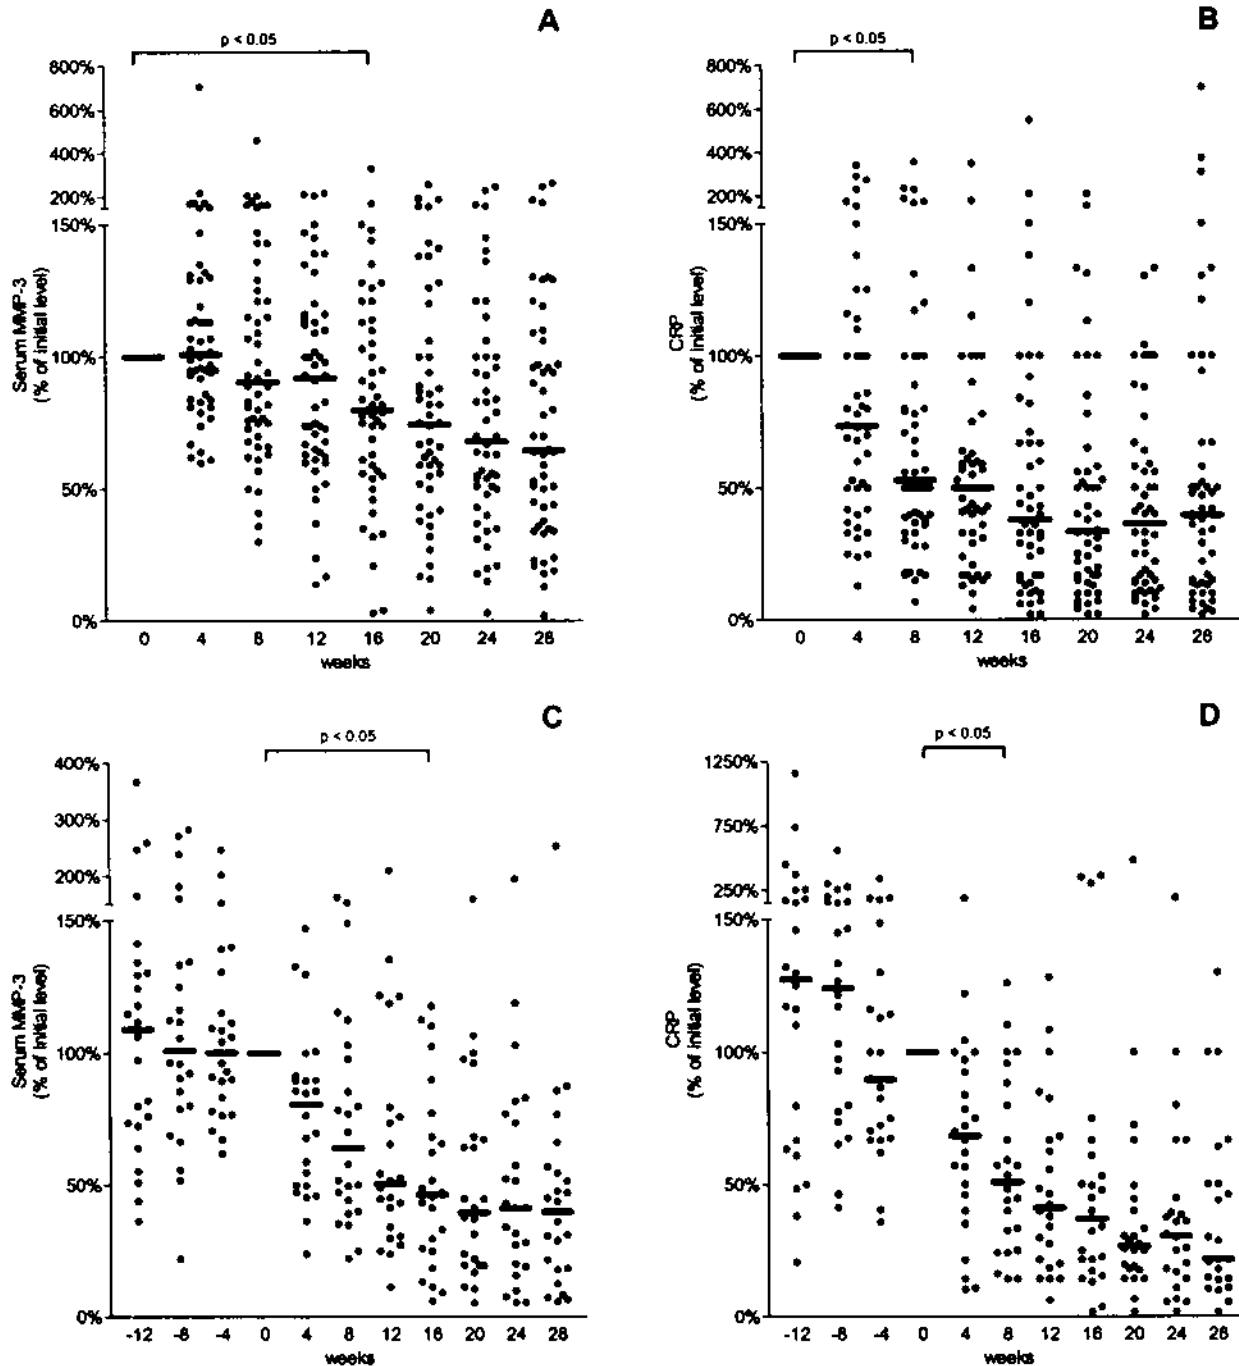 A
p < 0.05
800%
600%
400%
200%
150%
100%
50%
0%
Serum MMP-3
(% of initial level)
0 4 8 12 16 20 24 28
weeks
B
p < 0.05
800%
600%
400%
200%
150%
100%
50%
0%
CRP
(% of initial level)
0 4 8 12 16 20 24 28
weeks
C
p < 0.05
400%
300%
200%
150%
100%
50%
0%
Serum MMP-3
(% of initial level)
-12 -8 -4 0 4 8 12 16 20 24 28
weeks
D
p < 0.05
1250%
750%
250%
150%
100%
50%
0%
CRP
(% of initial level)
-12 -8 -4 0 4 8 12 16 20 24 28
weeks